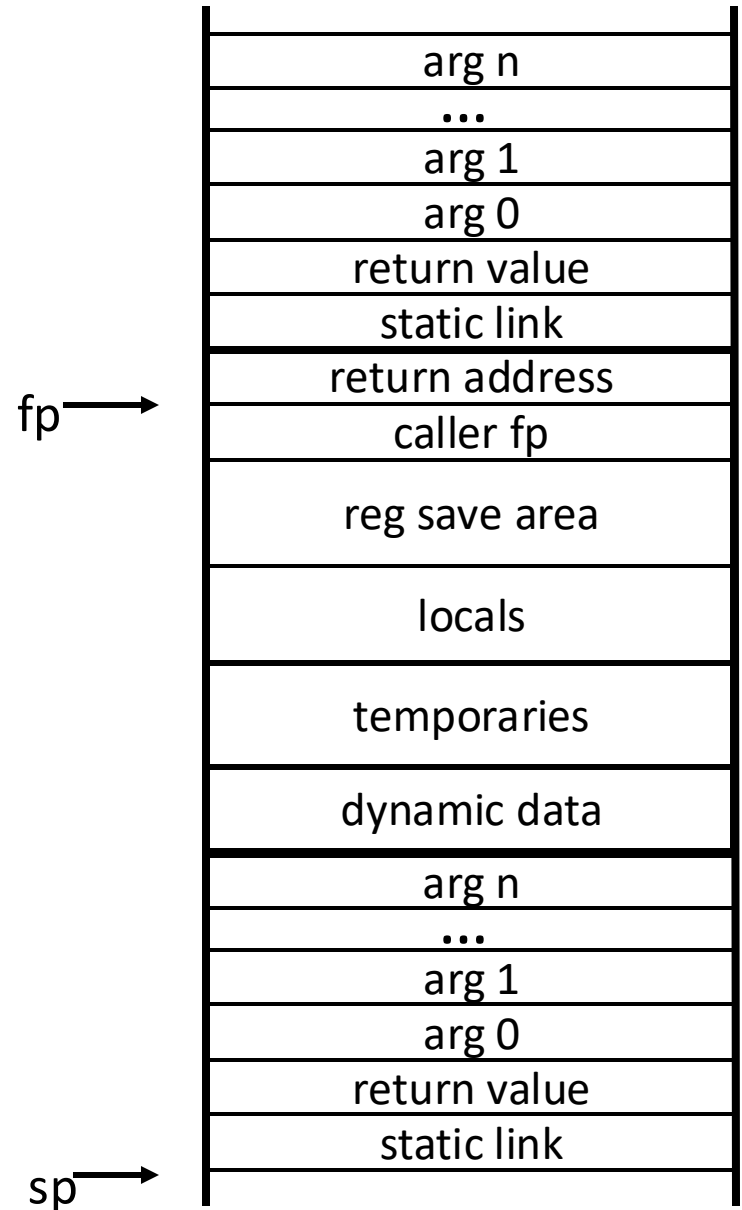 arg n
...
arg 1
arg 0
return value
static link
return address
fp
caller fp
reg save area
locals
temporaries
dynamic data
arg n
...
arg 1
arg 0
return value
static link
sp